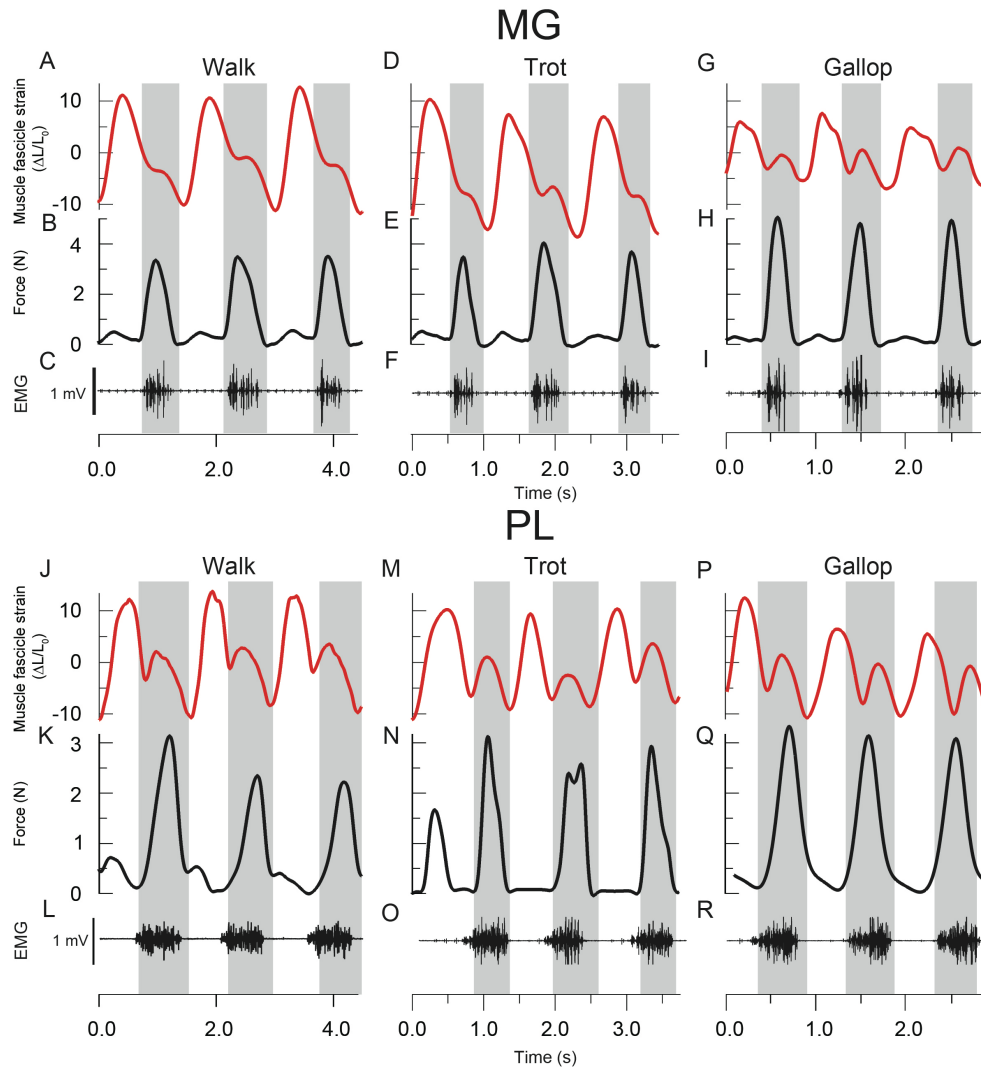 MG
A
Walk
D
Trot
G
Gallop
Muscle fascicle strain
(ΔL/L₀)
10
0
-10
B
E
H
Force (N)
4
2
0
C
F
I
EMG
1 mV
0.0 2.0 4.0
0.0 1.0 2.0 3.0
0.0 1.0 2.0
Time (s)
PL
J
Walk
M
Trot
P
Gallop
Muscle fascicle strain
(ΔL/L₀)
10
0
-10
K
N
Q
Force (N)
3
2
1
0
L
O
R
EMG
1 mV
0.0 2.0 4.0
0.0 1.0 2.0 3.0
0.0 1.0 2.0
Time (s)